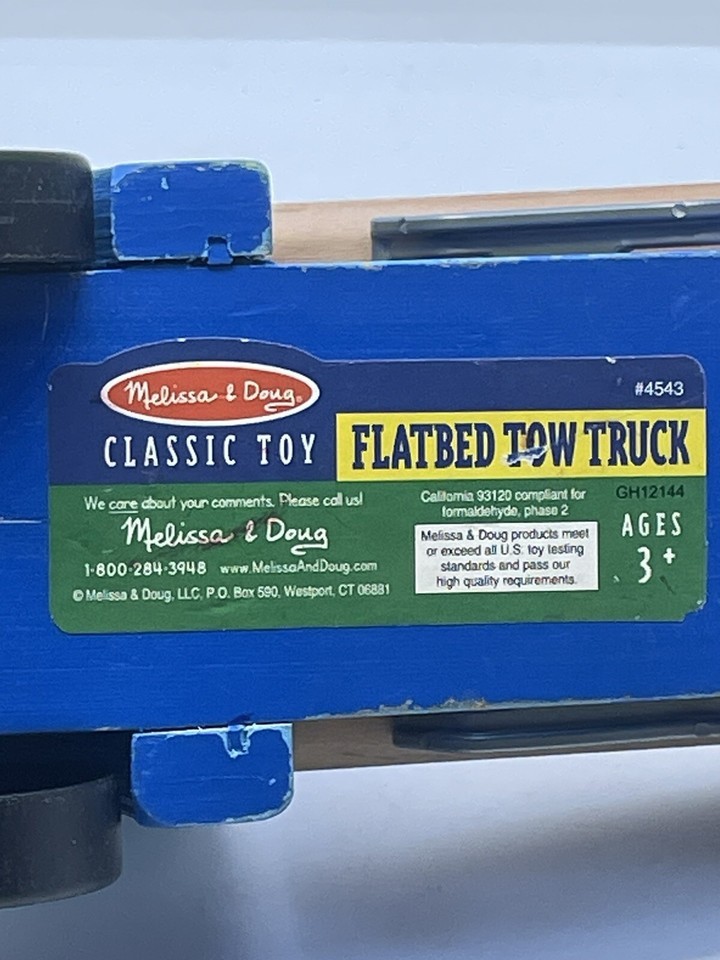 Melissa & Doug®
#4543
CLASSIC TOY
FLATBED TOW TRUCK
We care about your comments. Please call us!
Melissa & Doug
1-800-284-3948 www.MelissaAndDoug.com
© Melissa & Doug, LLC, P.O. Box 590, Westport, CT 06881
California 93120 compliant for
formaldehyde, phase 2
Melissa & Doug products meet
or exceed all U.S. toy testing
standards and pass our
high quality requirements.
GH12144
AGES
3+